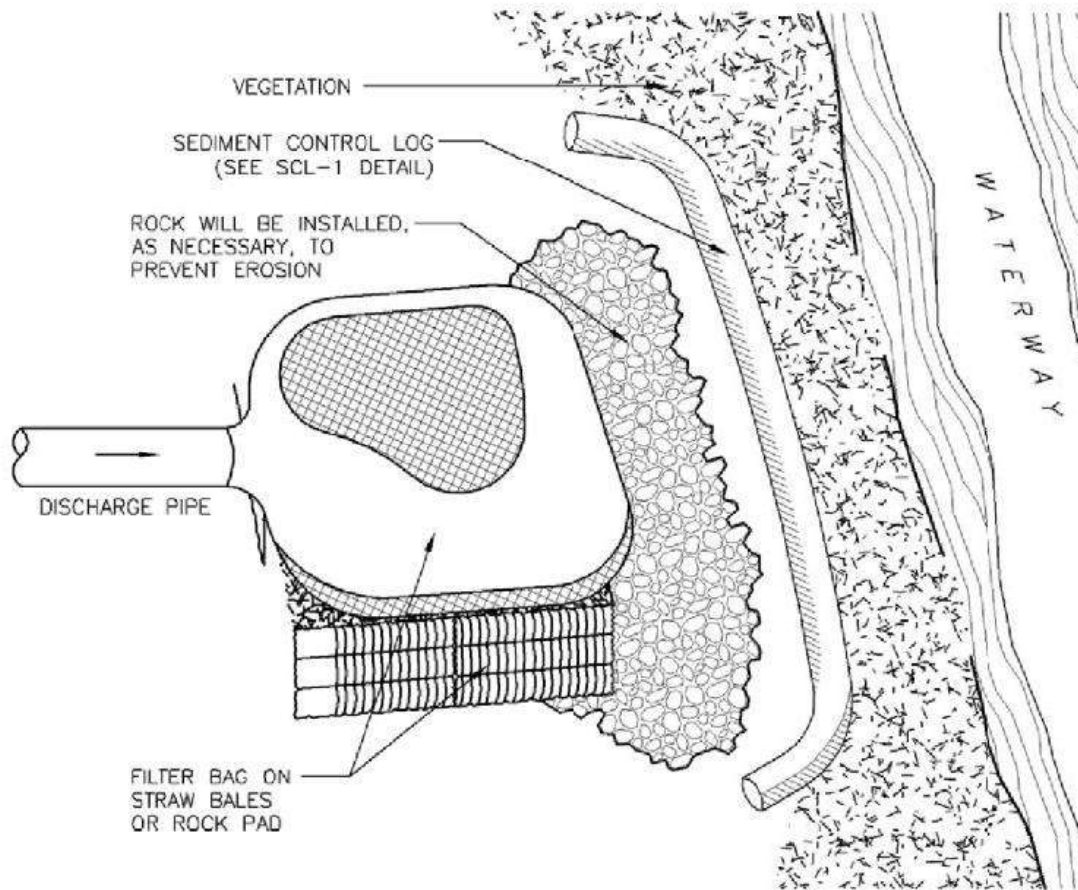 VEGETATION
SEDIMENT CONTROL LOG
(SEE SCL-1 DETAIL)
ROCK WILL BE INSTALLED,
AS NECESSARY, TO
PREVENT EROSION
WATERWAY
DISCHARGE PIPE
FILTER BAG ON
STRAW BALES
OR ROCK PAD